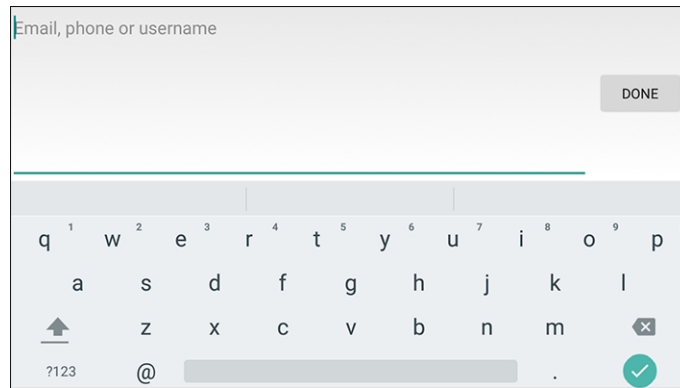 Email, phone or username
DONE
q 1 w 2 e 3 r 4 t 5 y 6 u 7 i 8 o 9 p
a s d f g h j k l
z x c v b n m
?123 @ .